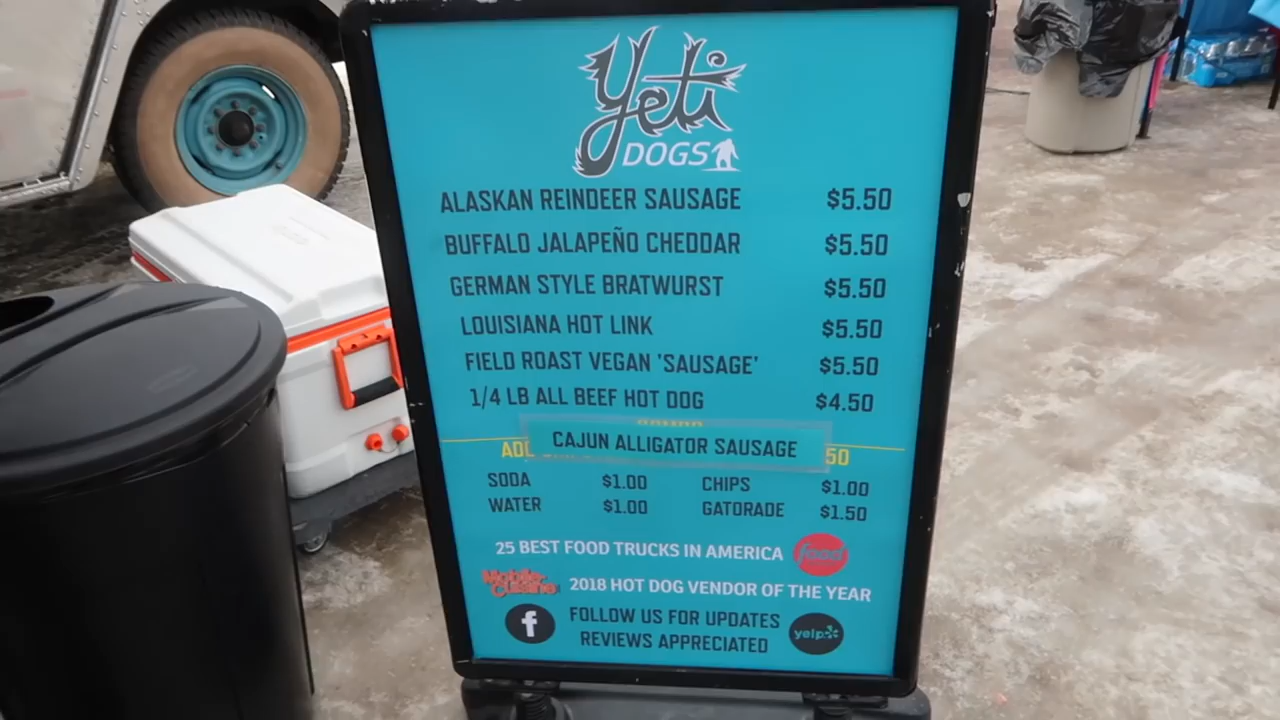 Yeti
DOGS
ALASKAN REINDEER SAUSAGE $5.50
BUFFALO JALAPEÑO CHEDDAR $5.50
GERMAN STYLE BRATWURST $5.50
LOUISIANA HOT LINK $5.50
FIELD ROAST VEGAN 'SAUSAGE' $5.50
1/4 LB ALL BEEF HOT DOG $4.50
CAJUN ALLIGATOR SAUSAGE
50
SODA $1.00 CHIPS $1.00
WATER $1.00 GATORADE $1.50
25 BEST FOOD TRUCKS IN AMERICA food
Mobile Cuisine 2018 HOT DOG VENDOR OF THE YEAR
f FOLLOW US FOR UPDATES yelp
REVIEWS APPRECIATED